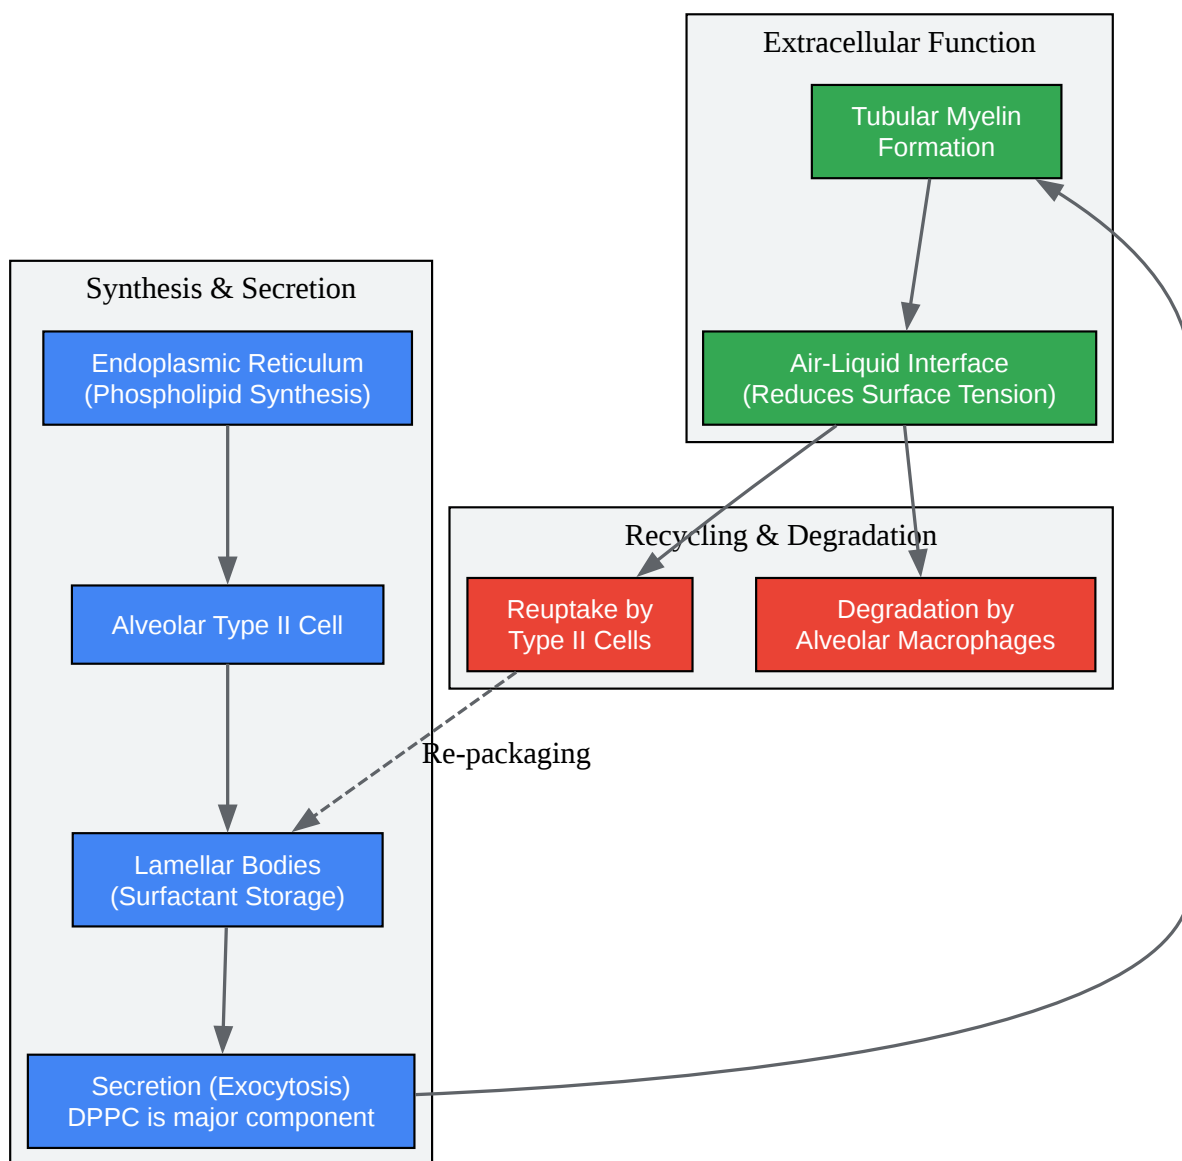 Extracellular Function
Tubular Myelin
Formation
Air-Liquid Interface
(Reduces Surface Tension)
Synthesis & Secretion
Endoplasmic Reticulum
(Phospholipid Synthesis)
Alveolar Type II Cell
Lamellar Bodies
(Surfactant Storage)
Secretion (Exocytosis)
DPPC is major component
Recycling & Degradation
Reuptake by
Type II Cells
Degradation by
Alveolar Macrophages
Re-packaging